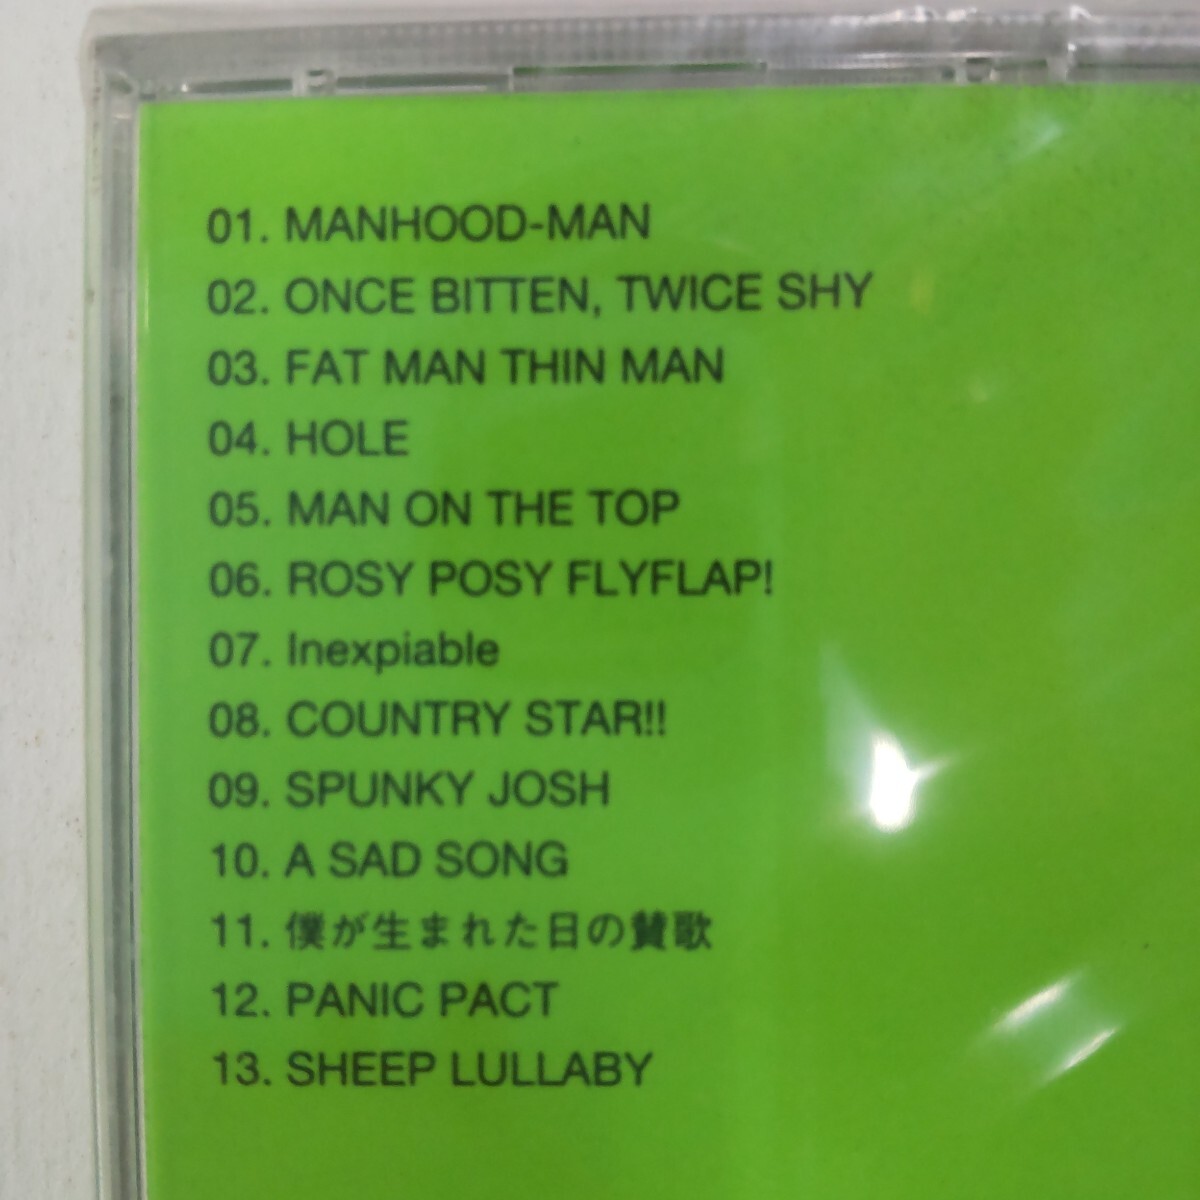 01. MANHOOD-MAN
02. ONCE BITTEN, TWICE SHY
03. FAT MAN THIN MAN
04. HOLE
05. MAN ON THE TOP
06. ROSY POSY FLYFLAP!
07. Inexpiable
08. COUNTRY STAR!!
09. SPUNKY JOSH
10. A SAD SONG
11. 僕が生まれた日の賛歌
12. PANIC PACT
13. SHEEP LULLABY